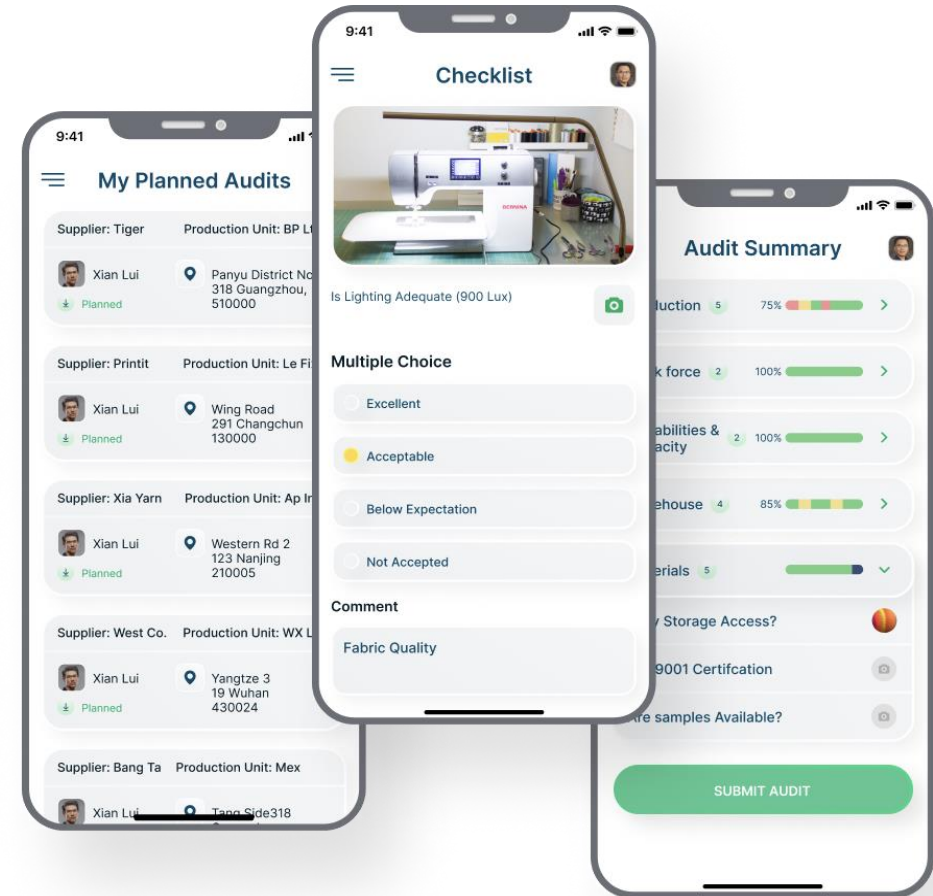 9:41
My Planned Audits
Supplier: Tiger Production Unit: BP
Xian Lui
Planned
Panyu District
318 Guangzhou,
510000
Supplier: Printit Production Unit: Le
Xian Lui
Planned
Wing Road
291 Changchun
130000
Supplier: Xia Yarn Production Unit: Ap
Xian Lui
Planned
Western Rd 2
123 Nanjing
210005
Supplier: West Co. Production Unit: WX
Xian Lui
Planned
Yangtze 3
19 Wuhan
430024
Supplier: Bang Ta Production Unit: Mex
Xian Lui
Tang Side318
9:41
Checklist
BERNINA
Is Lighting Adequate (900 Lux)
Multiple Choice
Excellent
Acceptable
Below Expectation
Not Accepted
Comment
Fabric Quality
Audit Summary
uction 5 75%
k force 2 100%
abilities &
acity 2 100%
ehouse 4 85%
erials 5
Storage Access?
9001 Certifcation
re samples Available?
SUBMIT AUDIT